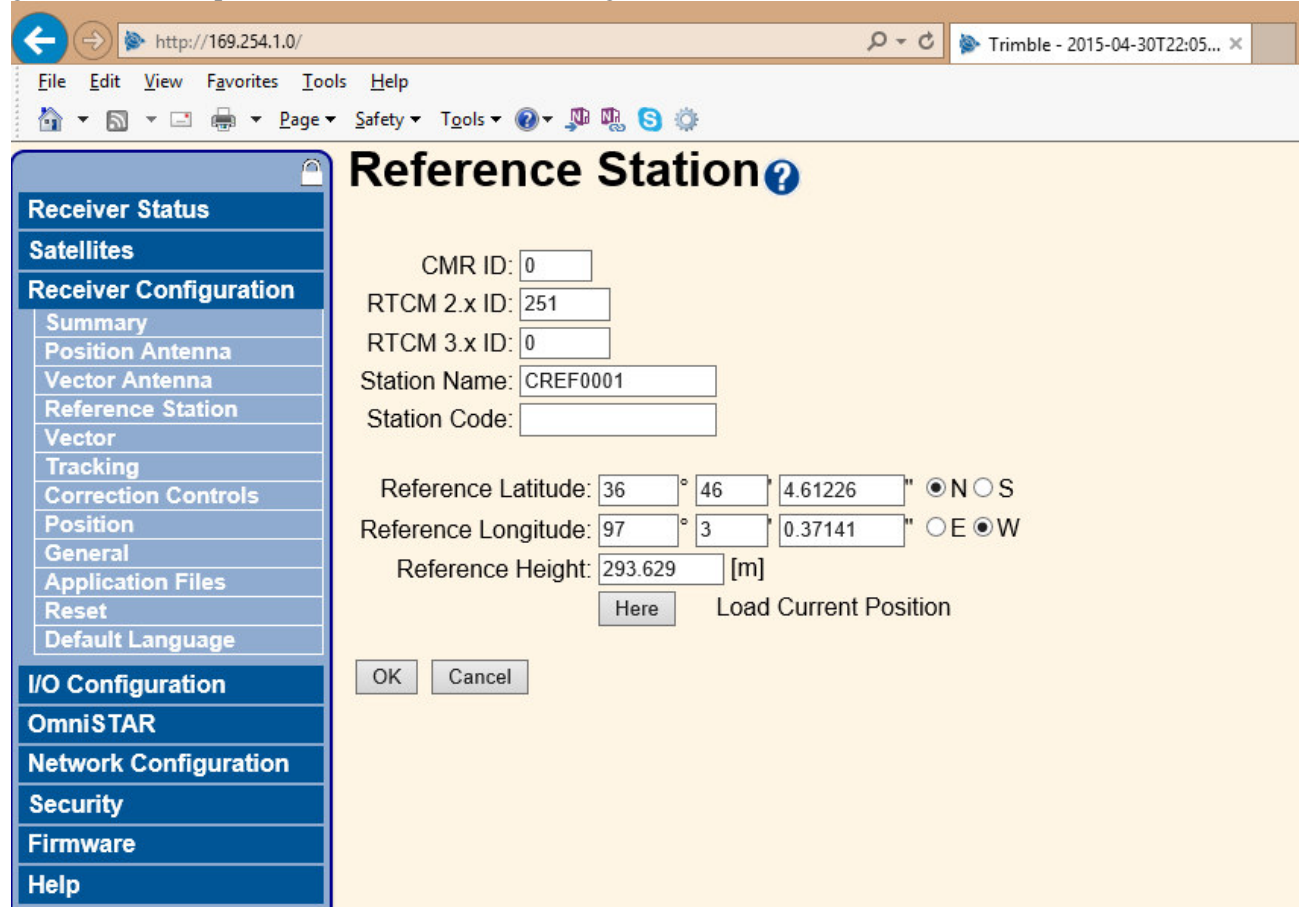 http://169.254.1.0/
Trimble - 2015-04-30T22:05...
File Edit View Favorites Tools Help
Page Safety Tools
Reference Station
Receiver Status
Satellites
Receiver Configuration
Summary
Position Antenna
Vector Antenna
Reference Station
Vector
Tracking
Correction Controls
Position
General
Application Files
Reset
Default Language
I/O Configuration
OmniSTAR
Network Configuration
Security
Firmware
Help
CMR ID: 0
RTCM 2.x ID: 251
RTCM 3.x ID: 0
Station Name: CREF0001
Station Code:
Reference Latitude: 36 ° 46 ' 4.61226 " N S
Reference Longitude: 97 ° 3 ' 0.37141 " E W
Reference Height: 293.629 [m]
Here Load Current Position
OK Cancel